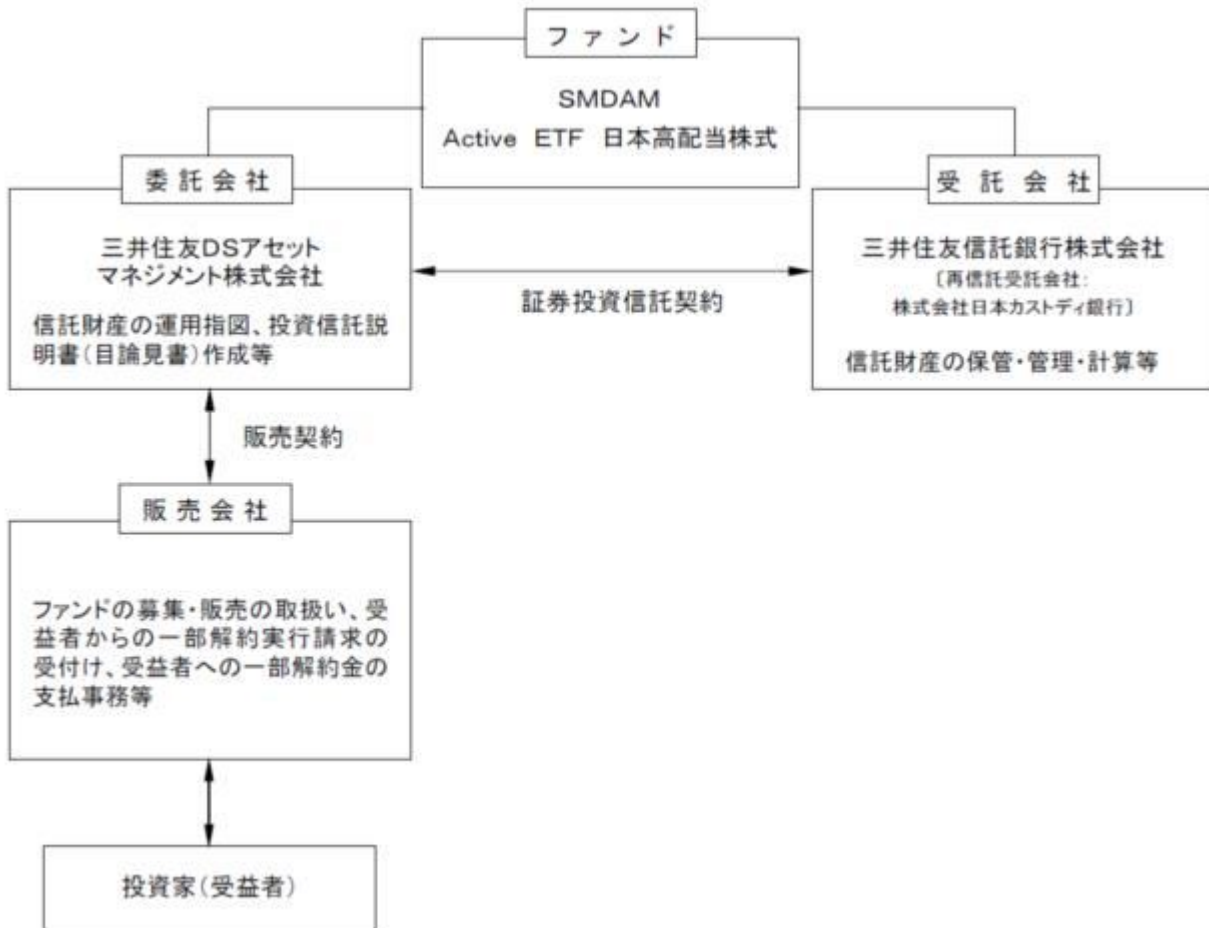 ファンド
SMDAM
Active ETF 日本高配当株式
委託会社
三井住友DSアセット
マネジメント株式会社
信託財産の運用指図、投資信託説
明書(目論見書)作成等
証券投資信託契約
受託会社
三井住友信託銀行株式会社
〔再信託受託会社:
株式会社日本カストディ銀行〕
信託財産の保管・管理・計算等
販売契約
販売会社
ファンドの募集・販売の取扱い、受
益者からの一部解約実行請求の
受付け、受益者への一部解約金の
支払事務等
投資家(受益者)